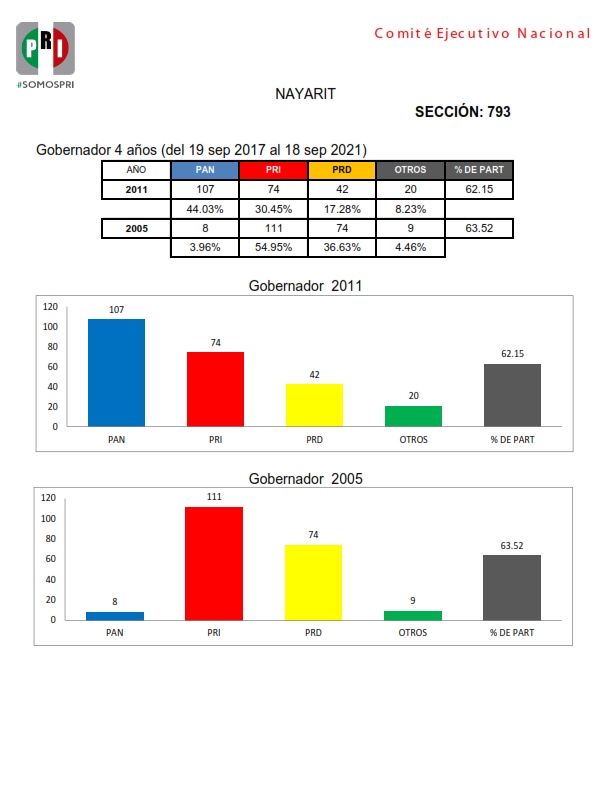 PRI
#SOMOSPRI
Comité Ejecutivo Nacional
NAYARIT
SECCIÓN: 793
Gobernador 4 años (del 19 sep 2017 al 18 sep 2021)
AÑO PAN PRI PRD OTROS % DE PART
2011 107 74 42 20 62.15
44.03% 30.45% 17.28% 8.23%
2005 8 111 74 9 63.52
3.96% 54.95% 36.63% 4.46%
Gobernador 2011
120
100
80
60
40
20
0
107
74
42
20
62.15
PAN PRI PRD OTROS % DE PART
Gobernador 2005
120
100
80
60
40
20
0
8
111
74
9
63.52
PAN PRI PRD OTROS % DE PART